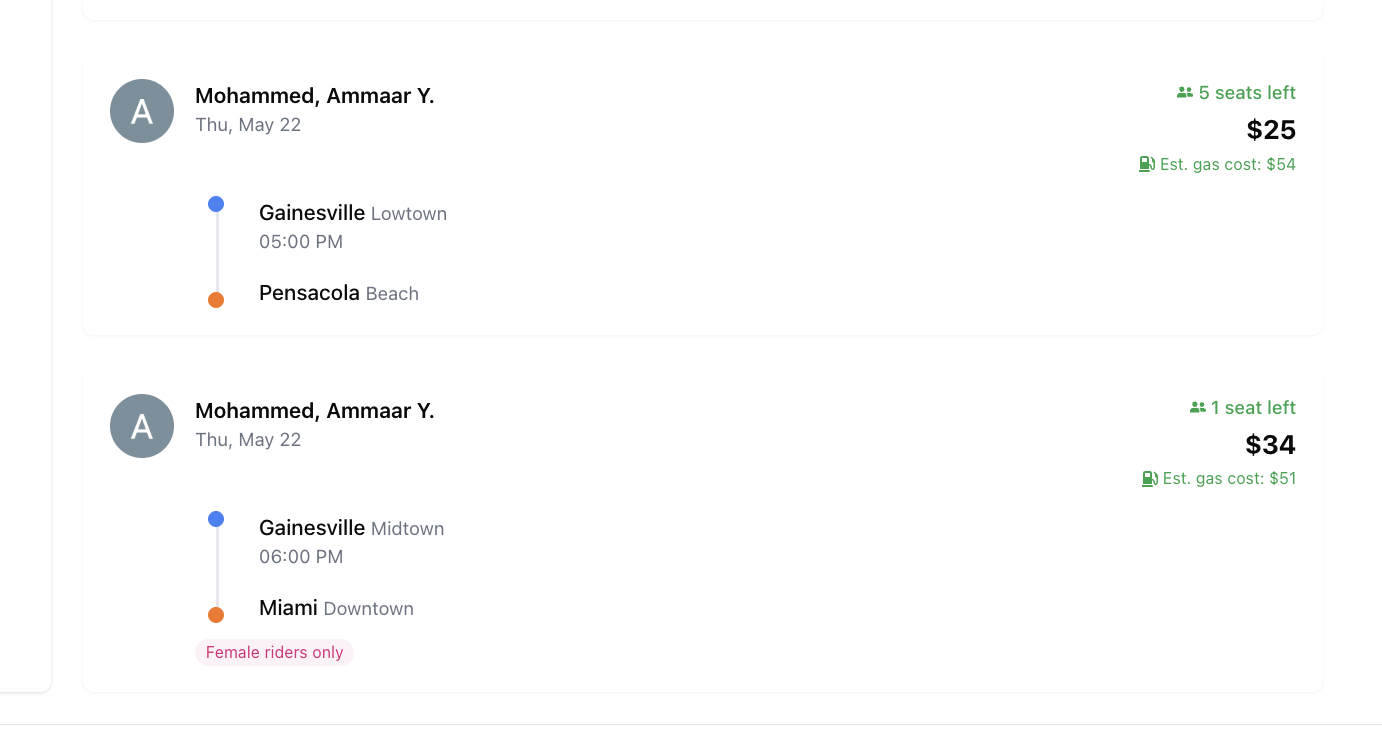 A
Mohammed, Ammaar Y.
Thu, May 22
5 seats left
$25
Est. gas cost: $54
Gainesville Lowtown
05:00 PM
Pensacola Beach
A
Mohammed, Ammaar Y.
Thu, May 22
1 seat left
$34
Est. gas cost: $51
Gainesville Midtown
06:00 PM
Miami Downtown
Female riders only